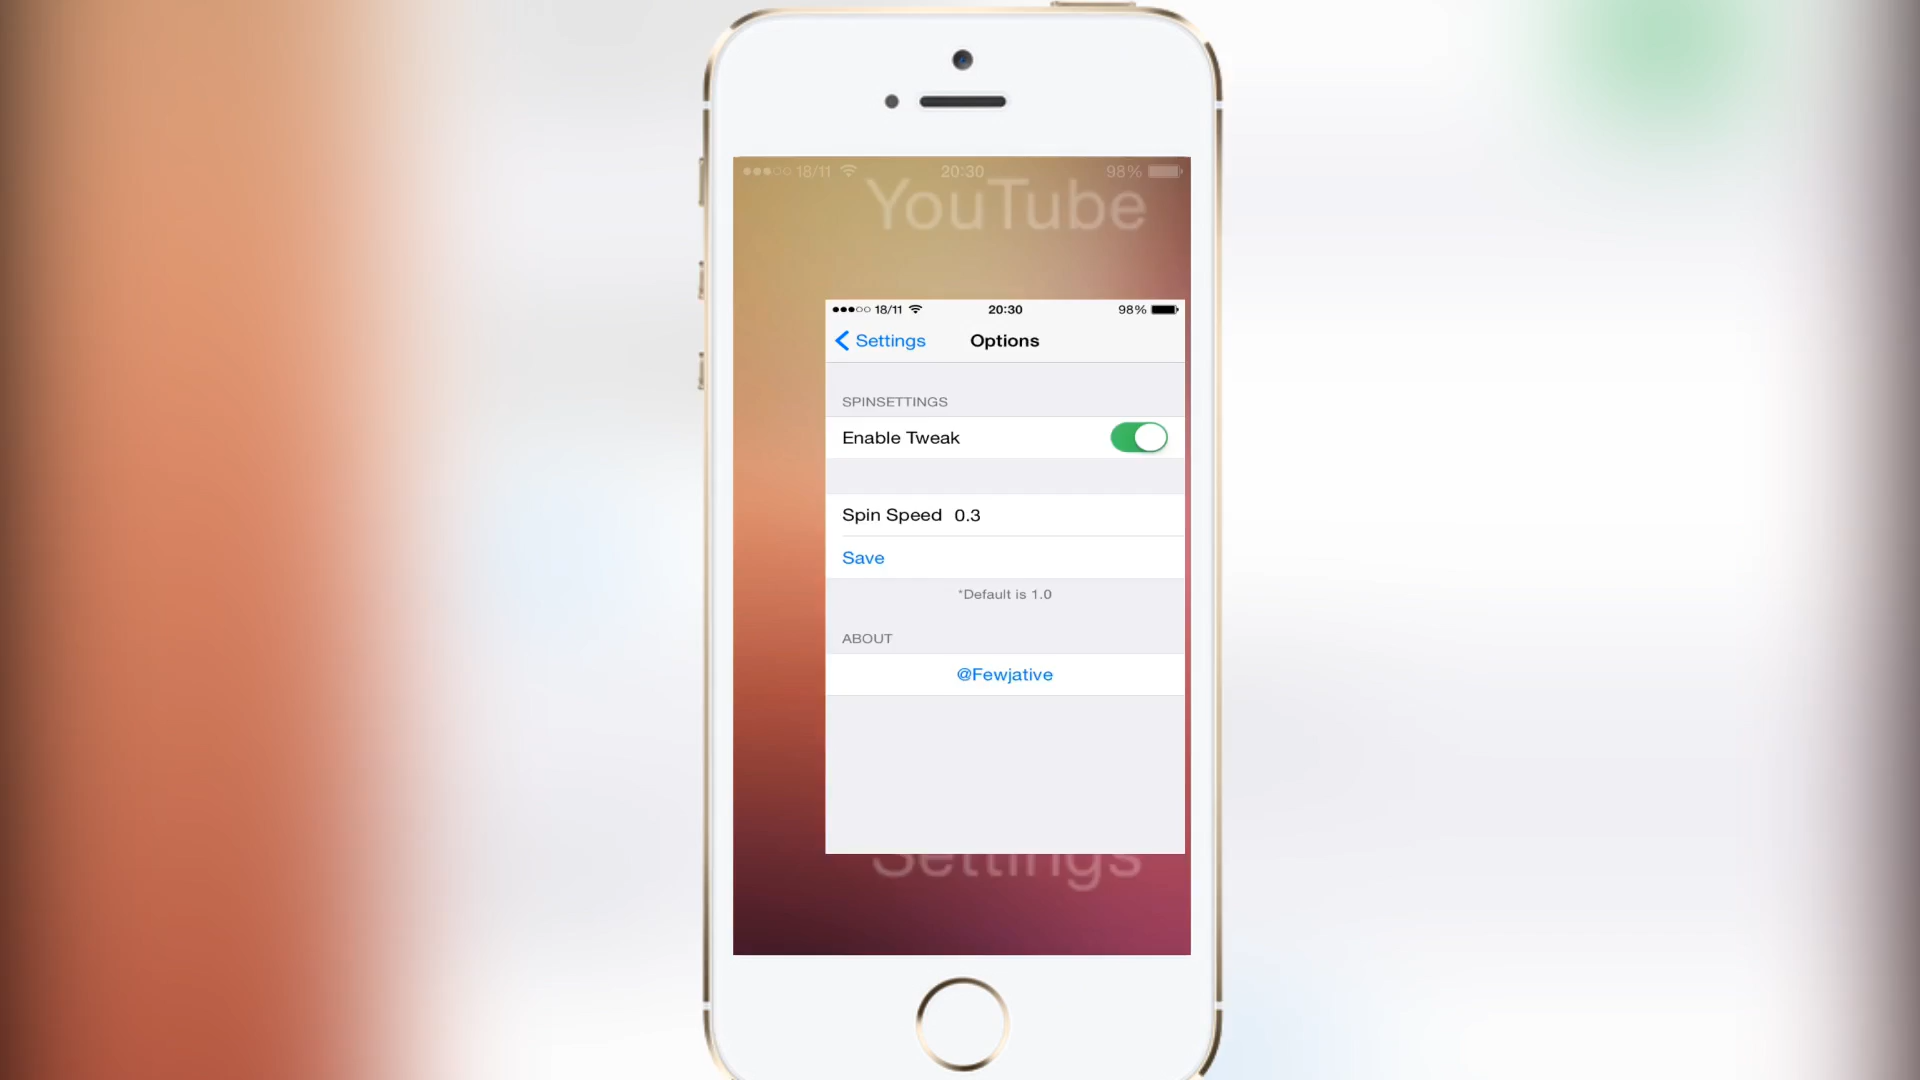 18/11 20:30 98%
YouTube
18/11 20:30 98%
Settings Options
SPINSETTINGS
Enable Tweak
Spin Speed 0.3
Save
*Default is 1.0
ABOUT
@Fewjative
Settings